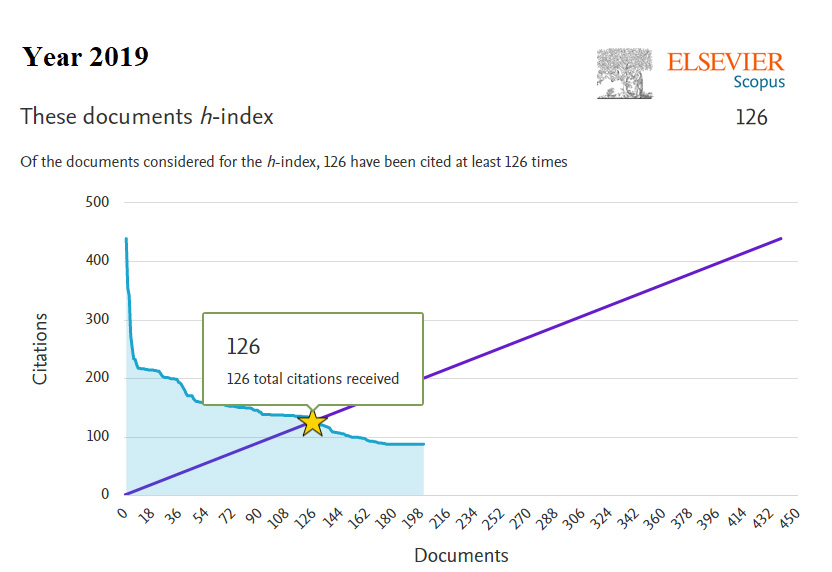 Year 2019
ELSEVIER
Scopus
These documents h-index
126
Of the documents considered for the h-index, 126 have been cited at least 126 times
500
400
300
200
100
0
Citations
126
126 total citations received
0 18 36 54 72 90 108 126 144 162 180 198 216 234 252 270 288 306 324 342 360 378 396 414 432 450
Documents